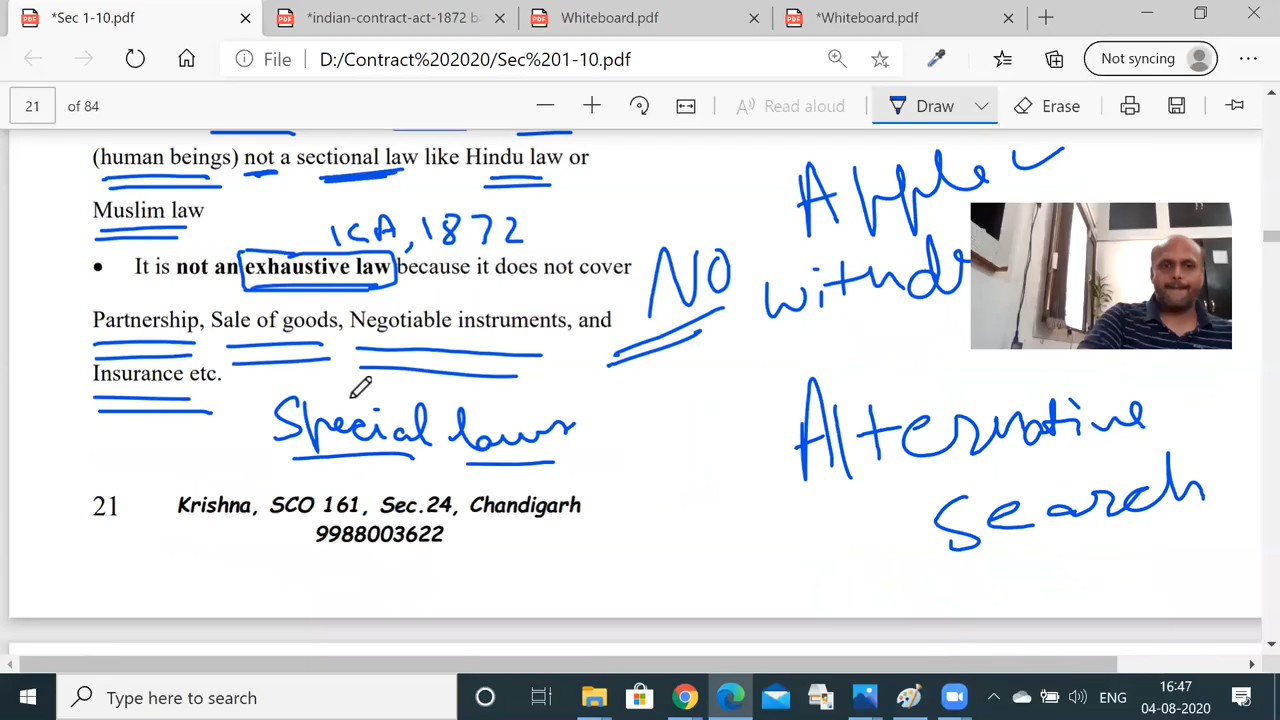 *Sec 1-10.pdf
*indian-contract-act-1872 b
Whiteboard.pdf
*Whiteboard.pdf
File
D:/Contract%202020/Sec%201-10.pdf
Not syncing
21 of 84
Read aloud
Draw
Erase
(human beings) not a sectional law like Hindu law or
Muslim law
ICA, 1872
• It is not an exhaustive law because it does not cover
Partnership, Sale of goods, Negotiable instruments, and
Insurance etc.
Special laws
NO
Apple
Alternative
search
21
Krishna, SCO 161, Sec.24, Chandigarh
9988003622
Type here to search
ENG
16:47
04-08-2020